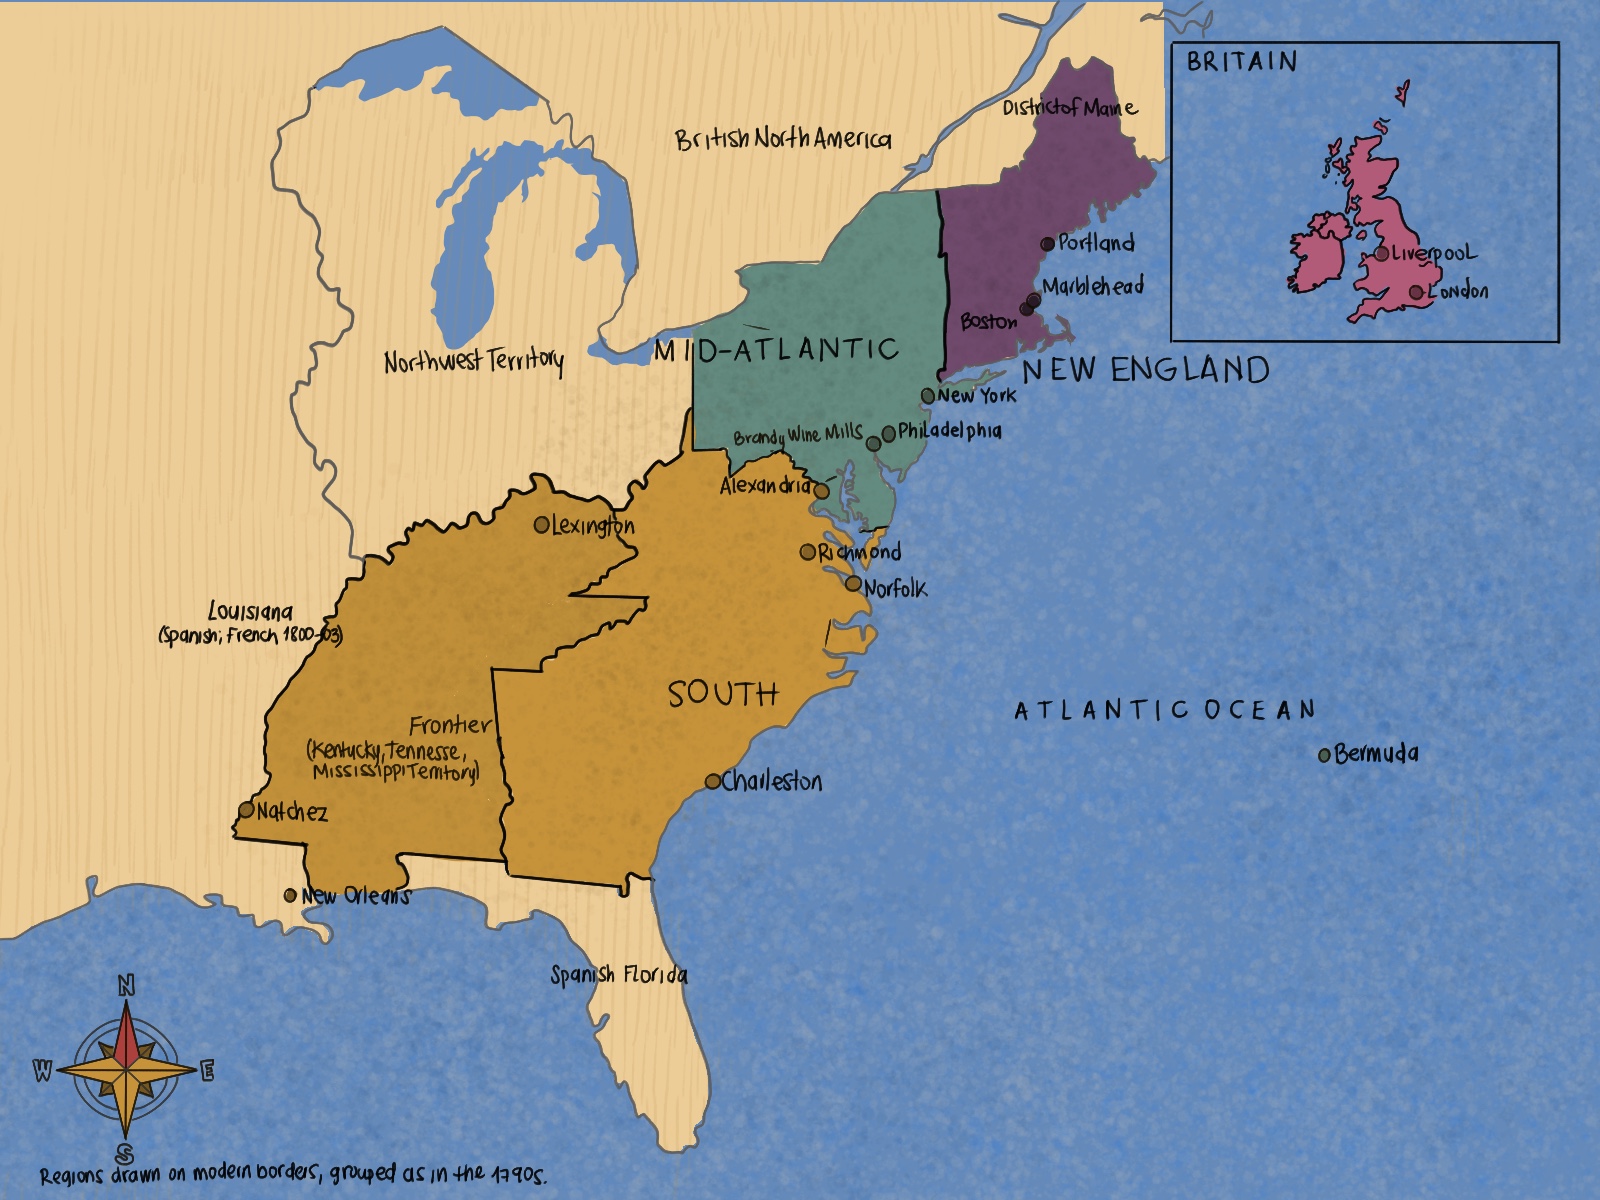 BRITAIN
District of Maine
British North America
Liverpool
London
Portland
Marblehead
Boston
MID-ATLANTIC
Northwest Territory
NEW ENGLAND
New York
Brandy Wine Mills
Philadelphia
Alexandria
Lexington
Richmond
Norfolk
Louisiana
(Spanish; French 1800-03)
SOUTH
ATLANTIC OCEAN
Frontier
(Kentucky, Tennesse,
Mississippi Territory)
Bermuda
Charleston
Natchez
New Orleans
Spanish Florida
N
W
E
S
Regions drawn on modern borders, grouped as in the 1790s.